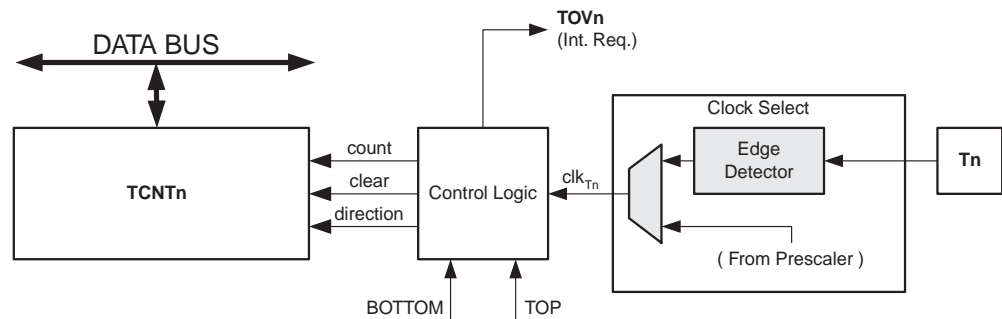 TOVn
(Int. Req.)
DATA BUS
Clock Select
count
Edge
Detector
Tn
TCNTn
clear
Control Logic
clkTn
direction
( From Prescaler )
BOTTOM
TOP